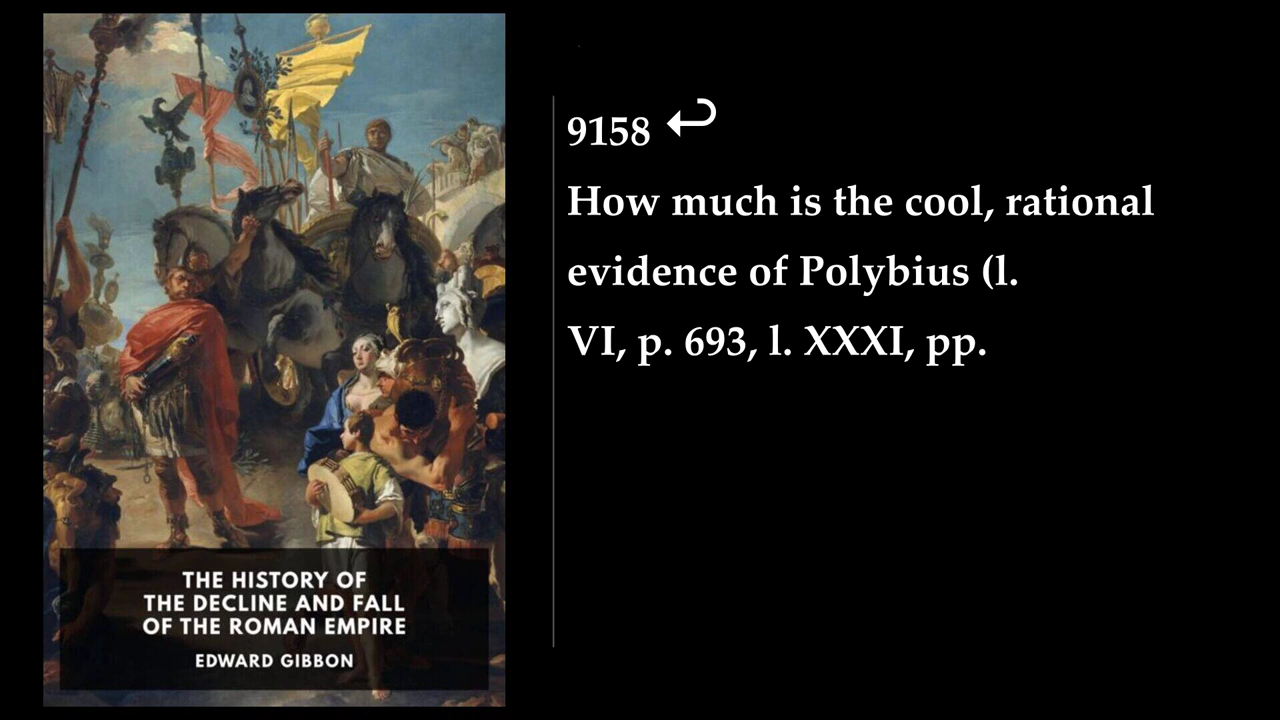 THE HISTORY OF
THE DECLINE AND FALL
OF THE ROMAN EMPIRE
EDWARD GIBBON
9158 ↩
How much is the cool, rational
evidence of Polybius (l.
VI, p. 693, l. XXXI, pp.